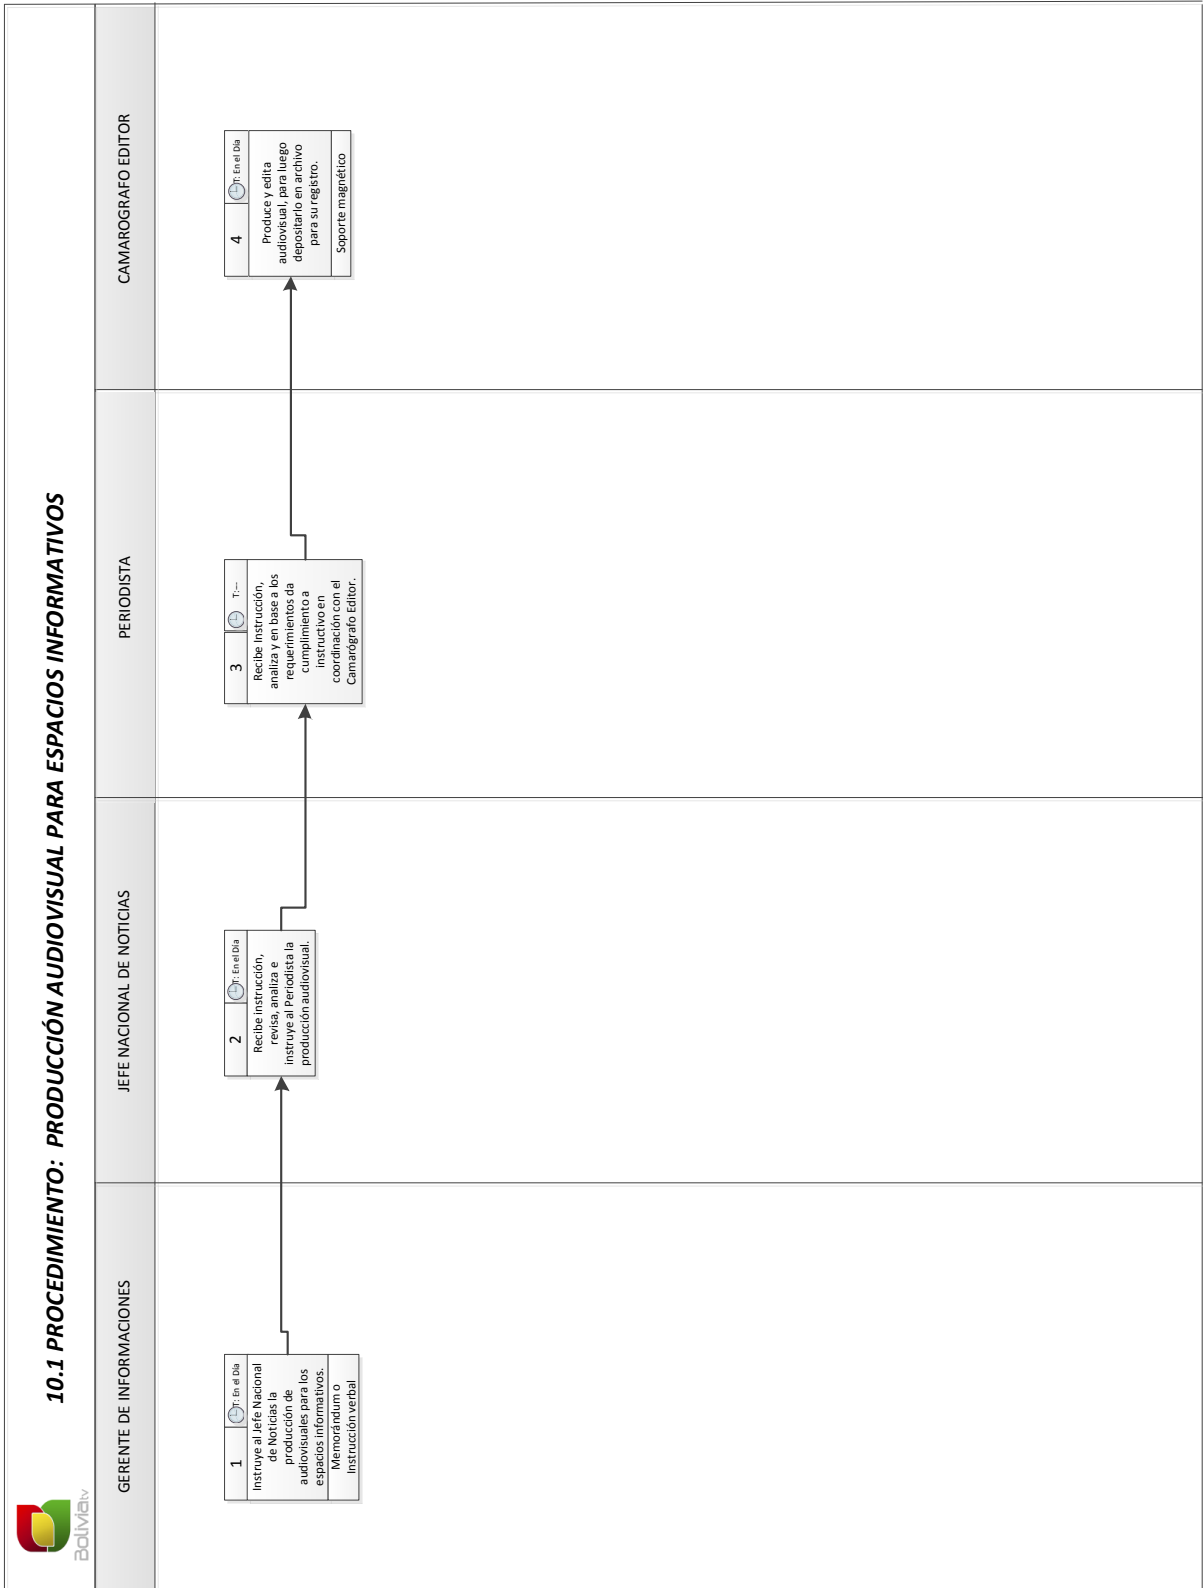 Boliviatv
10.1 PROCEDIMIENTO: PRODUCCIÓN AUDIOVISUAL PARA ESPACIOS INFORMATIVOS
GERENTE DE INFORMACIONES
JEFE NACIONAL DE NOTICIAS
PERIODISTA
CAMAROGRAFO EDITOR
1
T: En el Día
Instruye al Jefe Nacional
de Noticias la
producción de
audiovisuales para los
espacios informativos.
Memorándum o
Instrucción verbal
2
T: En el Día
Recibe instrucción,
revisa, analiza e
instruye al Periodista la
producción audiovisual.
3
T:---
Recibe Instrucción,
analiza y en base a los
requerimientos da
cumplimiento a
instructivo en
coordinación con el
Camarógrafo Editor.
4
T: En el Día
Produce y edita
audiovisual, para luego
depositarlo en archivo
para su registro.
Soporte magnético